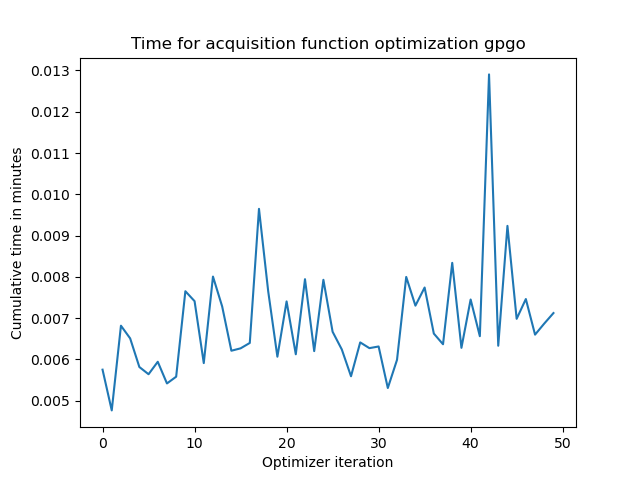 Time for acquisition function optimization gpgo
0.013
0.012
0.011
0.010
0.009
0.008
0.007
0.006
0.005
Cumulative time in minutes
0 10 20 30 40 50
Optimizer iteration